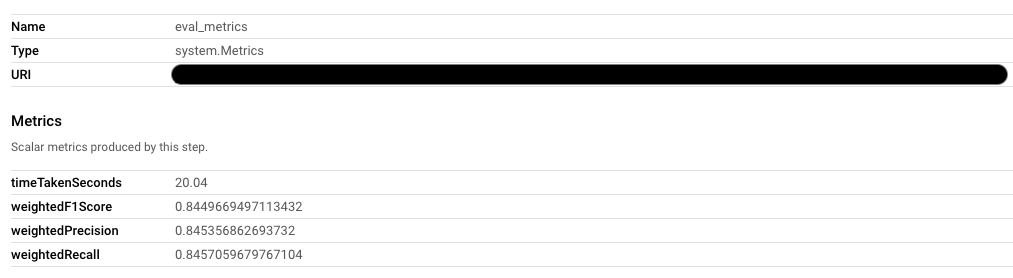 Name eval_metrics
Type system.Metrics
URI
Metrics
Scalar metrics produced by this step.
timeTakenSeconds 20.04
weightedF1Score 0.8449669497113432
weightedPrecision 0.845356862693732
weightedRecall 0.8457059679767104